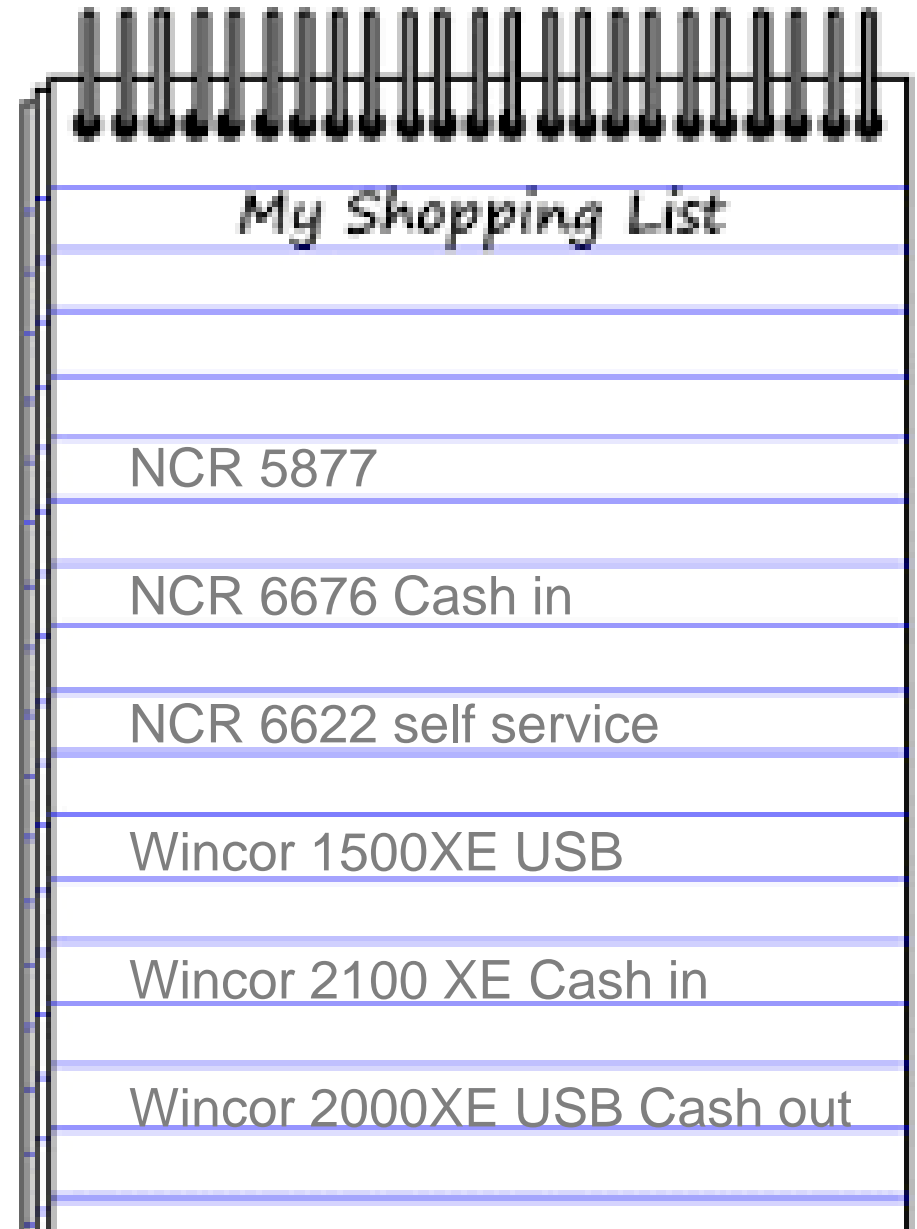 My Shopping List
NCR 5877
NCR 6676 Cash in
NCR 6622 self service
Wincor 1500XE USB
Wincor 2100 XE Cash in
Wincor 2000XE USB Cash out